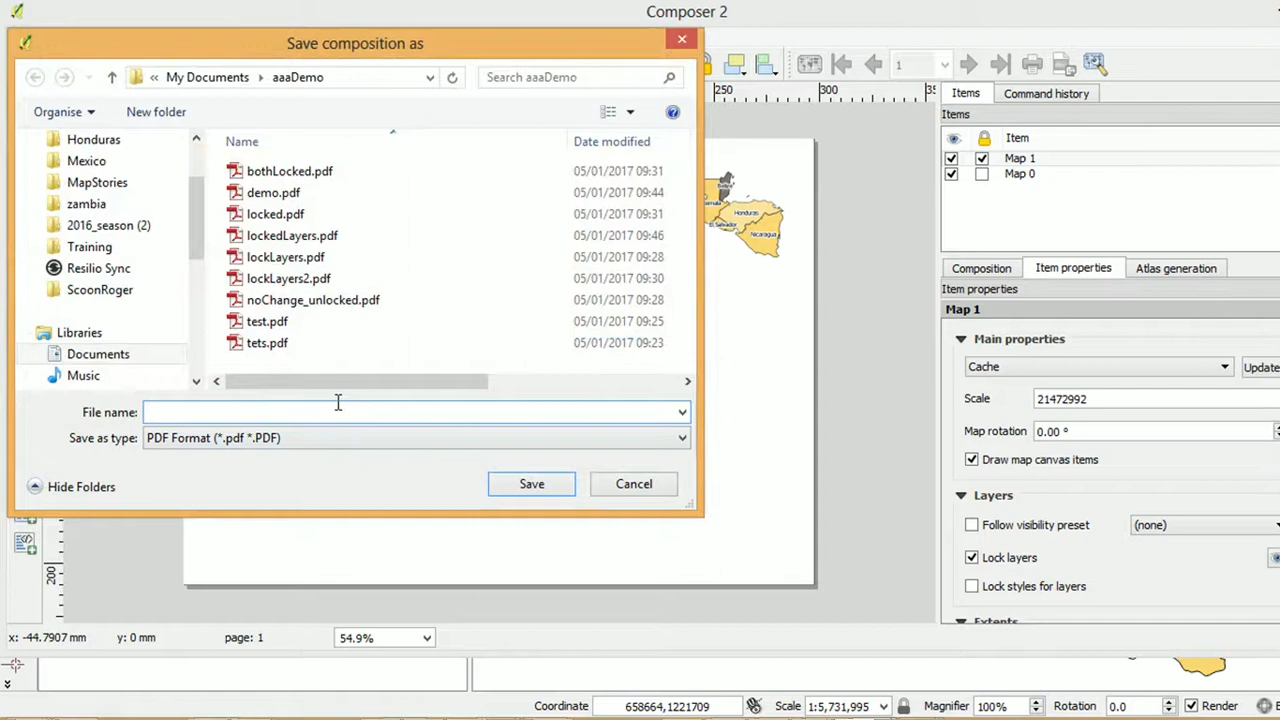 Composer 2
Save composition as
« My Documents › aaaDemo
Search aaaDemo
1
Organise
New folder
250
300
35
Items
Command history
Items
Honduras
Mexico
MapStories
zambia
2016_season (2)
Training
Resilio Sync
ScoonRoger
Libraries
Documents
Music
Name
Date modified
bothLocked.pdf 05/01/2017 09:31
demo.pdf 05/01/2017 09:44
locked.pdf 05/01/2017 09:31
lockedLayers.pdf 05/01/2017 09:46
lockLayers.pdf 05/01/2017 09:28
lockLayers2.pdf 05/01/2017 09:30
noChange_unlocked.pdf 05/01/2017 09:28
test.pdf 05/01/2017 09:25
tets.pdf 05/01/2017 09:23
File name:
Save as type: PDF Format (*.pdf *.PDF)
Hide Folders
Save
Cancel
Belize
Honduras
El Salvador
Nicaragua
Item
Map 1
Map 0
Composition
Item properties
Atlas generation
Item properties
Map 1
Main properties
Cache
Update
Scale 21472992
Map rotation 0.00 °
Draw map canvas items
Layers
Follow visibility preset (none)
Lock layers
Lock styles for layers
Extents
200
x: -44.7907 mm y: 0 mm page: 1 54.9%
Coordinate 658664,1221709 Scale 1:5,731,995 Magnifier 100% Rotation 0.0 Render